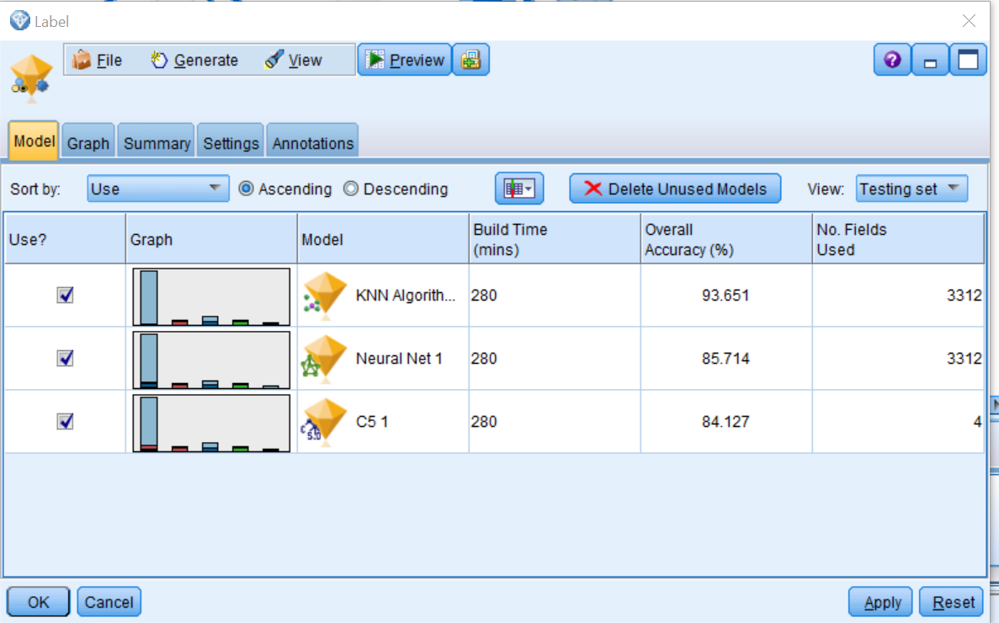 Label
File Generate View Preview
Model Graph Summary Settings Annotations
Sort by: Use Ascending Descending Delete Unused Models View: Testing set
Use? Graph Model Build Time (mins) Overall Accuracy (%) No. Fields Used
KNN Algorith... 280 93.651 3312
Neural Net 1 280 85.714 3312
C5 1 280 84.127 4
OK Cancel Apply Reset